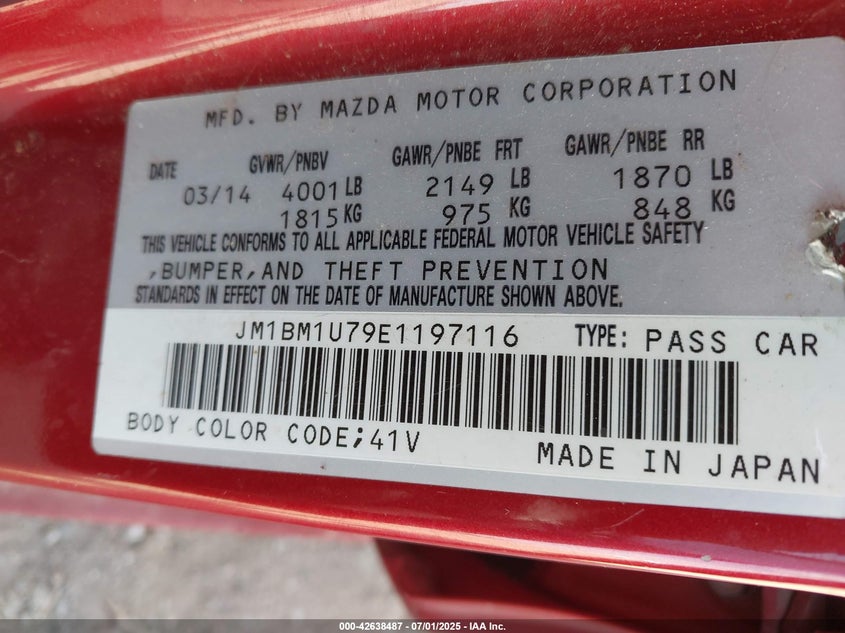 MFD. BY MAZDA MOTOR CORPORATION
DATE GVWR/PNBV GAWR/PNBE FRT GAWR/PNBE RR
03/14 4001 LB 2149 LB 1870 LB
1815 KG 975 KG 848 KG
THIS VEHICLE CONFORMS TO ALL APPLICABLE FEDERAL MOTOR VEHICLE SAFETY
,BUMPER,AND THEFT PREVENTION
STANDARDS IN EFFECT ON THE DATE OF MANUFACTURE SHOWN ABOVE.
JM1BM1U79E1197116 TYPE: PASS CAR
BODY COLOR CODE;41V MADE IN JAPAN
000-42638487 - 07/01/2025 - IAA Inc.